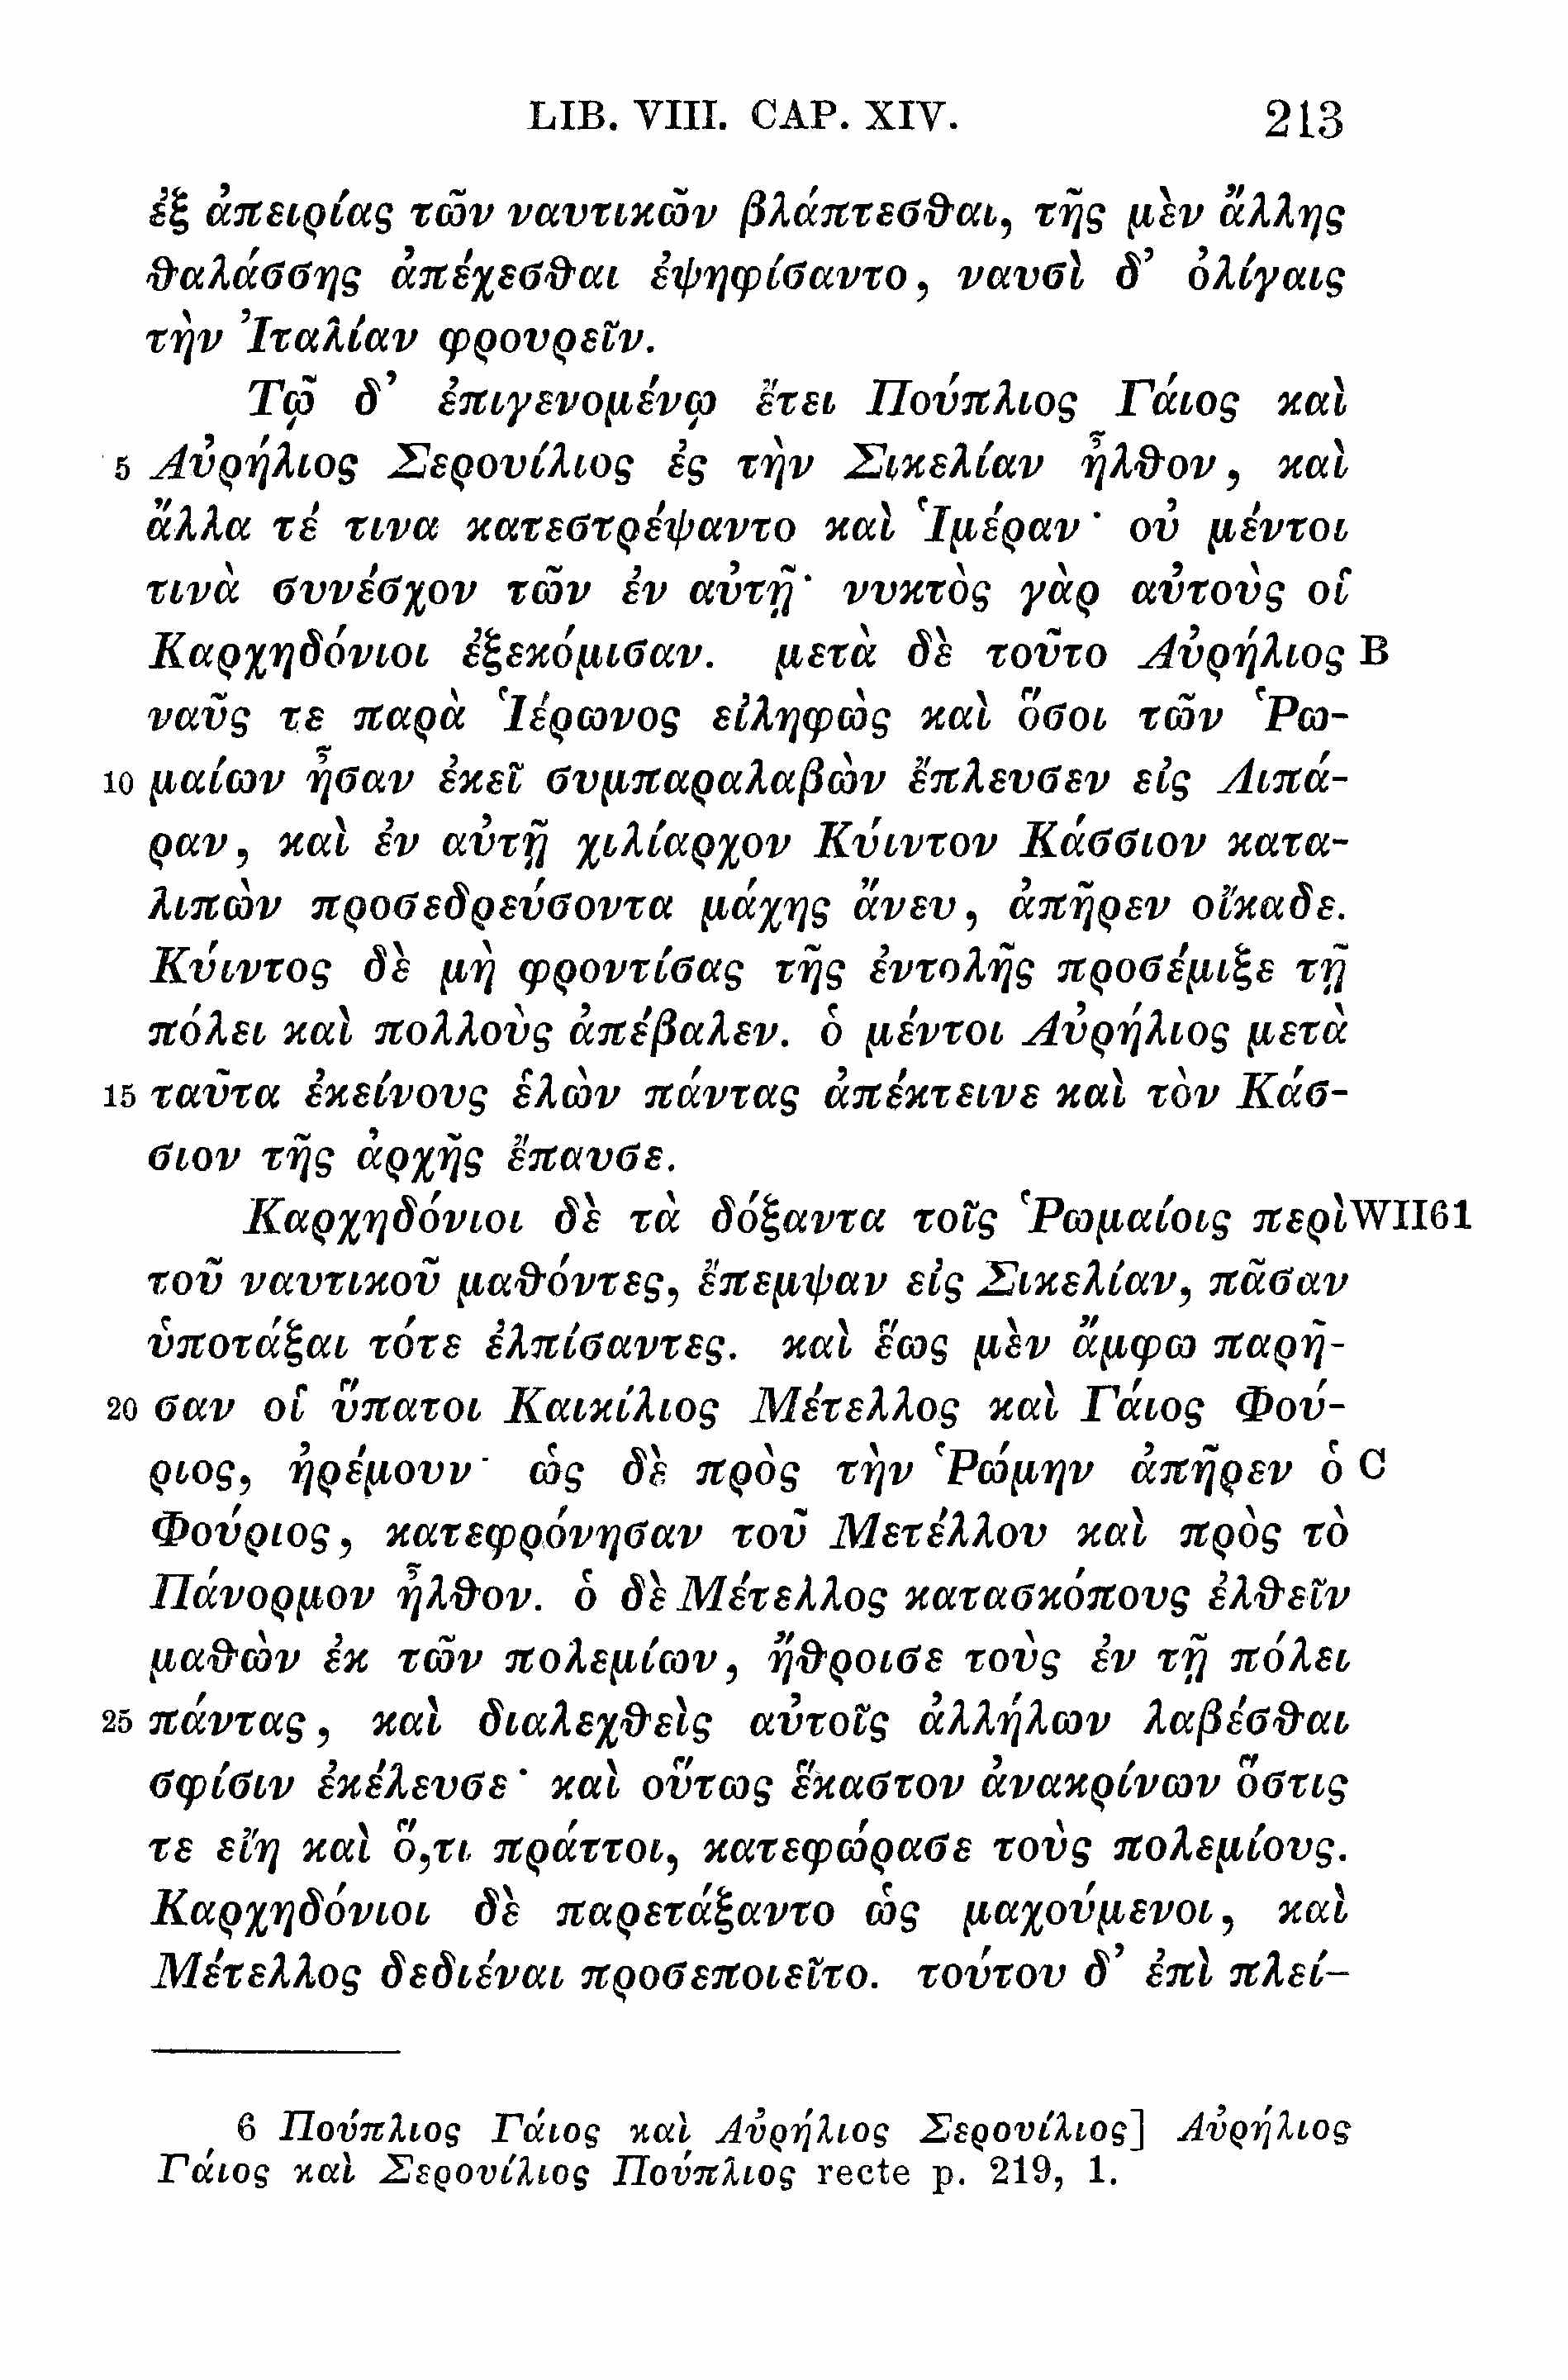 LIB. VIII. CAP. XIV. 213
ἐξ ἀπειρίας τῶν ναυτικῶν βλάπτεσθαι, τῆς μὲν ἄλλης
θαλάσσης ἀπέχεσθαι ἐψηφίσαντο, ναυσὶ δ’ ὀλίγαις
τὴν Ἰταλίαν φρουρεῖν.
Τῷ δ’ ἐπιγενομένῳ ἔτει Πούπλιος Γάιος καὶ
5 Αὐρήλιος Σερουίλιος ἐς τὴν Σικελίαν ἦλθον, καὶ
ἄλλα τέ τινα κατεστρέψαντο καὶ Ἱμέραν· οὐ μέντοι
τινὰ συνέσχον τῶν ἐν αὐτῇ· νυκτὸς γὰρ αὐτοὺς οἱ
Καρχηδόνιοι ἐξεκόμισαν. μετὰ δὲ τοῦτο Αὐρήλιος B
ναῦς τε παρὰ Ἱέρωνος εἰληφὼς καὶ ὅσοι τῶν Ῥω-
10 μαίων ἦσαν ἐκεῖ συμπαραλαβὼν ἔπλευσεν εἰς Λιπά-
ραν, καὶ ἐν αὐτῇ χιλίαρχον Κύιντον Κάσσιον κατα-
λιπὼν προσεδρεύσοντα μάχης ἄνευ, ἀπῆρεν οἴκαδε.
Κύιντος δὲ μὴ φροντίσας τῆς ἐντολῆς προσέμιξε τῇ
πόλει καὶ πολλοὺς ἀπέβαλεν. ὁ μέντοι Αὐρήλιος μετὰ
15 ταῦτα ἐκείνους ἑλὼν πάντας ἀπέκτεινε καὶ τὸν Κάσ-
σιον τῆς ἀρχῆς ἔπαυσε.
Καρχηδόνιοι δὲ τὰ δόξαντα τοῖς Ῥωμαίοις περὶ WII61
τοῦ ναυτικοῦ μαθόντες, ἔπεμψαν εἰς Σικελίαν, πᾶσαν
ὑποτάξαι τότε ἐλπίσαντες. καὶ ἕως μὲν ἄμφω παρῆ-
20 σαν οἱ ὕπατοι Καικίλιος Μέτελλος καὶ Γάιος Φού-
ριος, ἠρέμουν· ὡς δὲ πρὸς τὴν Ῥώμην ἀπῆρεν ὁ C
Φούριος, κατεφρόνησαν τοῦ Μετέλλου καὶ πρὸς τὸ
Πάνορμον ἦλθον. ὁ δὲ Μέτελλος κατασκόπους ἐλθεῖν
μαθὼν ἐκ τῶν πολεμίων, ἤθροισε τοὺς ἐν τῇ πόλει
25 πάντας, καὶ διαλεχθεὶς αὐτοῖς ἀλλήλων λαβέσθαι
σφίσιν ἐκέλευσε· καὶ οὕτως ἕκαστον ἀνακρίνων ὅστις
τε εἴη καὶ ὅ,τι πράττοι, κατεφώρασε τοὺς πολεμίους.
Καρχηδόνιοι δὲ παρετάξαντο ὡς μαχούμενοι, καὶ
Μέτελλος δεδιέναι προσεποιεῖτο. τούτου δ’ ἐπὶ πλεί-
6 Πούπλιος Γάιος καὶ Αὐρήλιος Σερουίλιος] Αὐρήλιος
Γάιος καὶ Σερουίλιος Πούπλιος recte p. 219, 1.